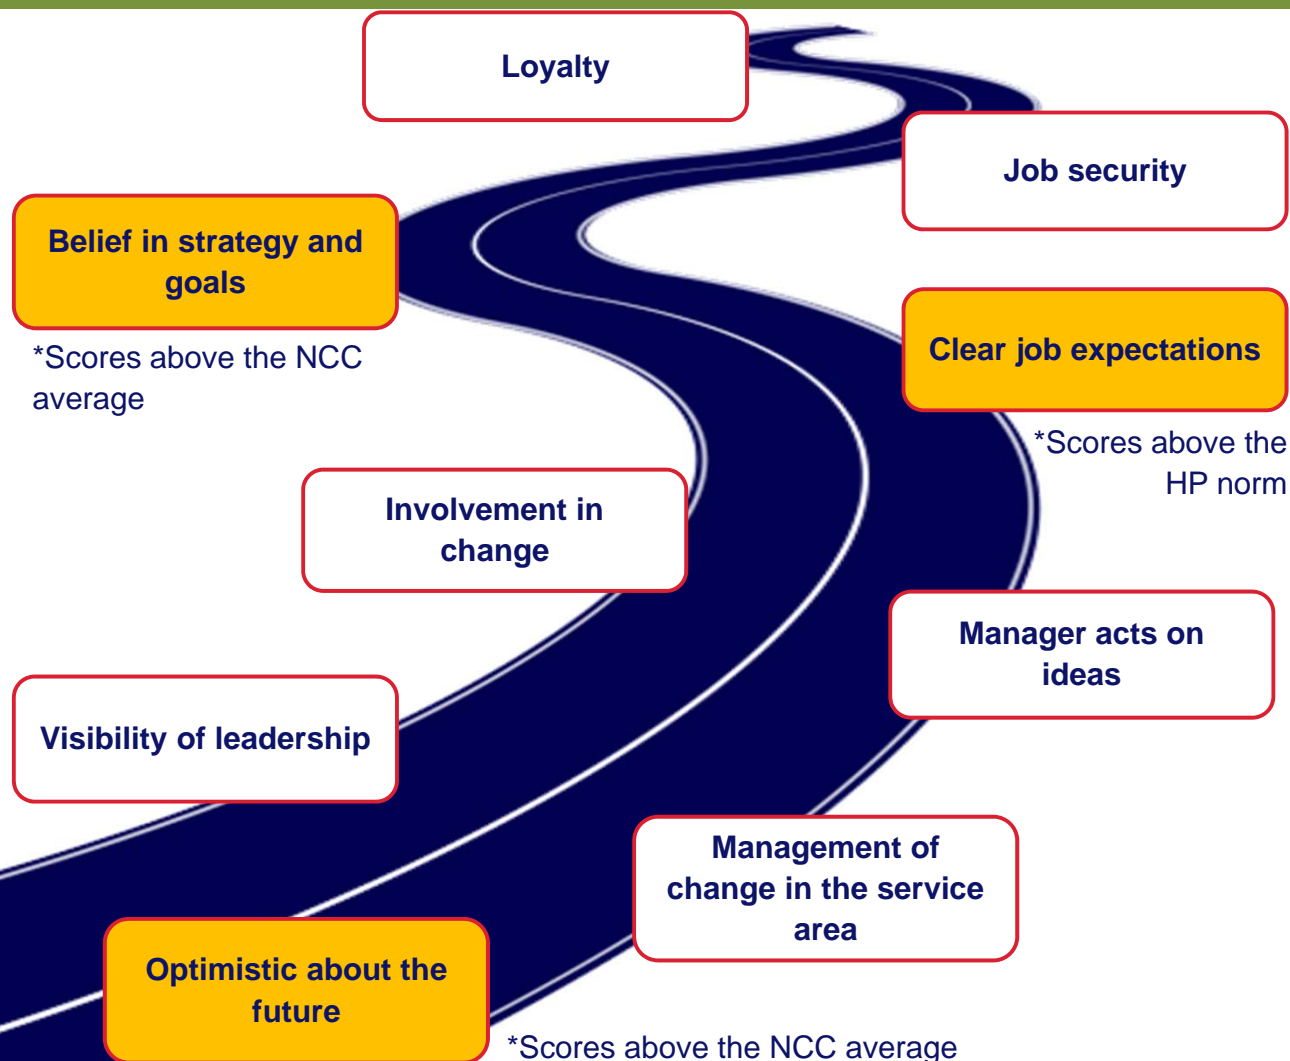 Loyalty
Job security
Belief in strategy and
goals
*Scores above the NCC
average
Clear job expectations
*Scores above the
HP norm
Involvement in
change
Manager acts on
ideas
Visibility of leadership
Management of
change in the service
area
Optimistic about the
future
*Scores above the NCC average